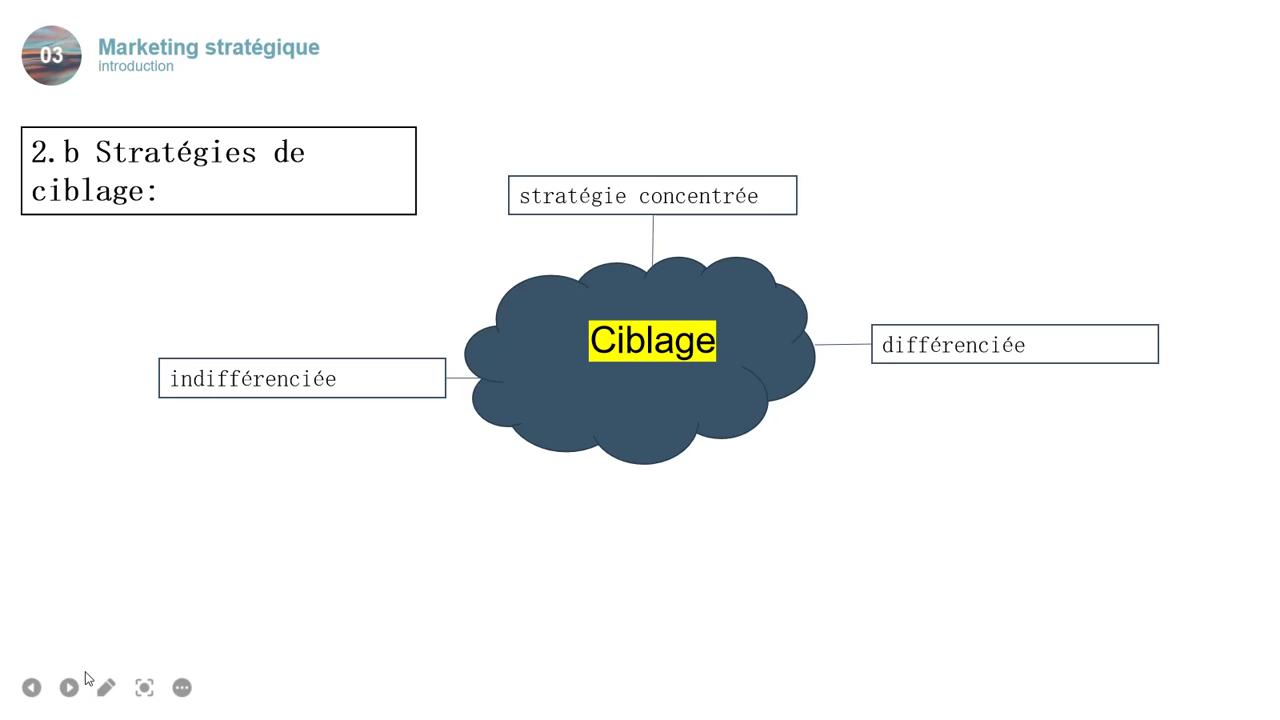 03
Marketing stratégique
introduction
2.b Stratégies de
ciblage:
stratégie concentrée
Ciblage
différenciée
indifférenciée